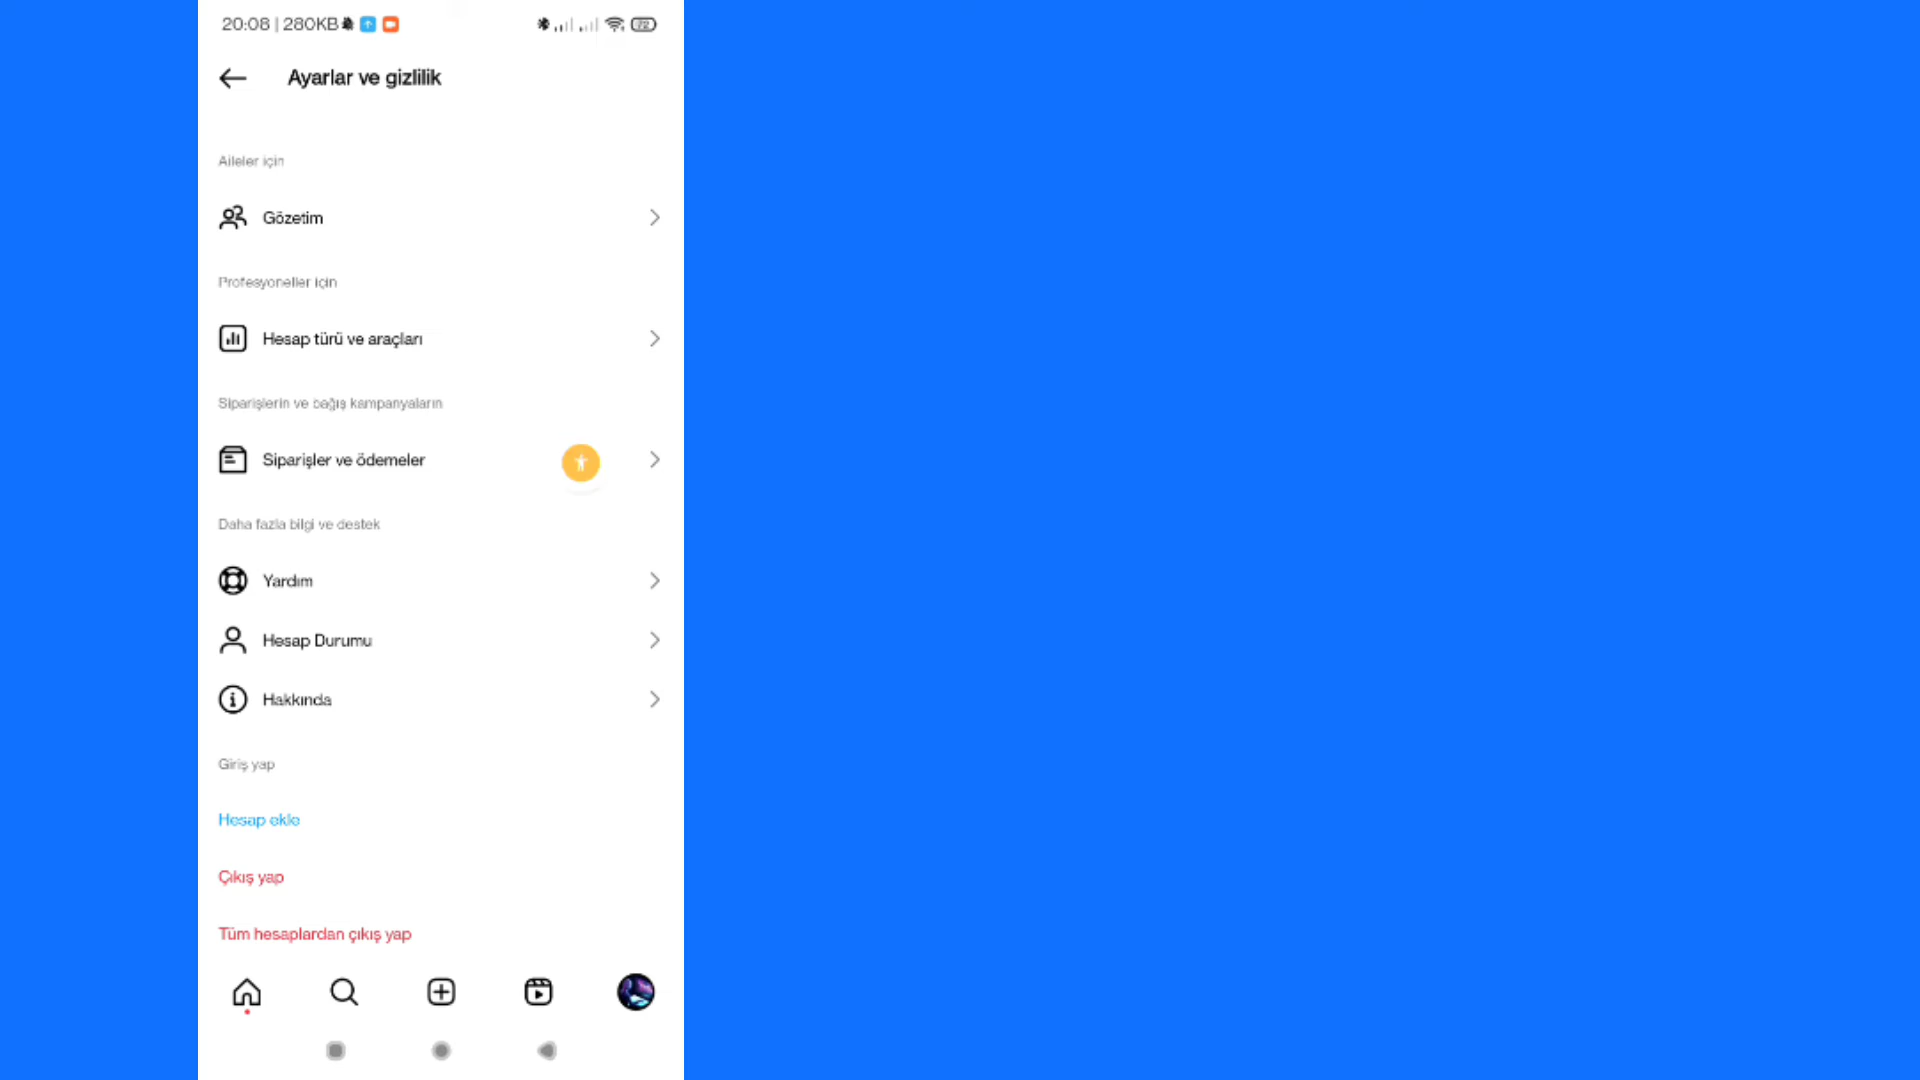 20:08 | 280KB
72
Ayarlar ve gizlilik
Aileler için
Gözetim
Profesyoneller için
Hesap türü ve araçları
Siparişlerin ve bağış kampanyaların
Siparişler ve ödemeler
Daha fazla bilgi ve destek
Yardım
Hesap Durumu
Hakkında
Giriş yap
Hesap ekle
Çıkış yap
Tüm hesaplardan çıkış yap